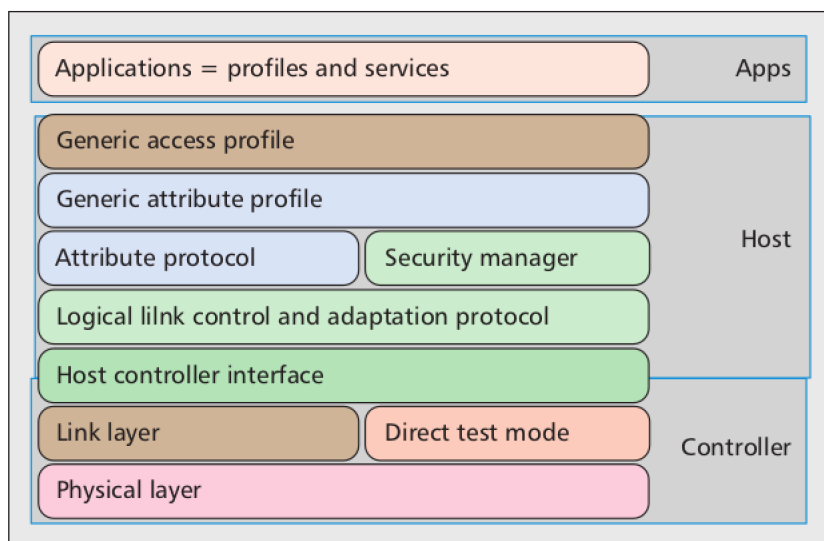 Applications = profiles and services
Apps
Generic access profile
Generic attribute profile
Attribute protocol
Security manager
Host
Logical lilnk control and adaptation protocol
Host controller interface
Link layer
Direct test mode
Controller
Physical layer